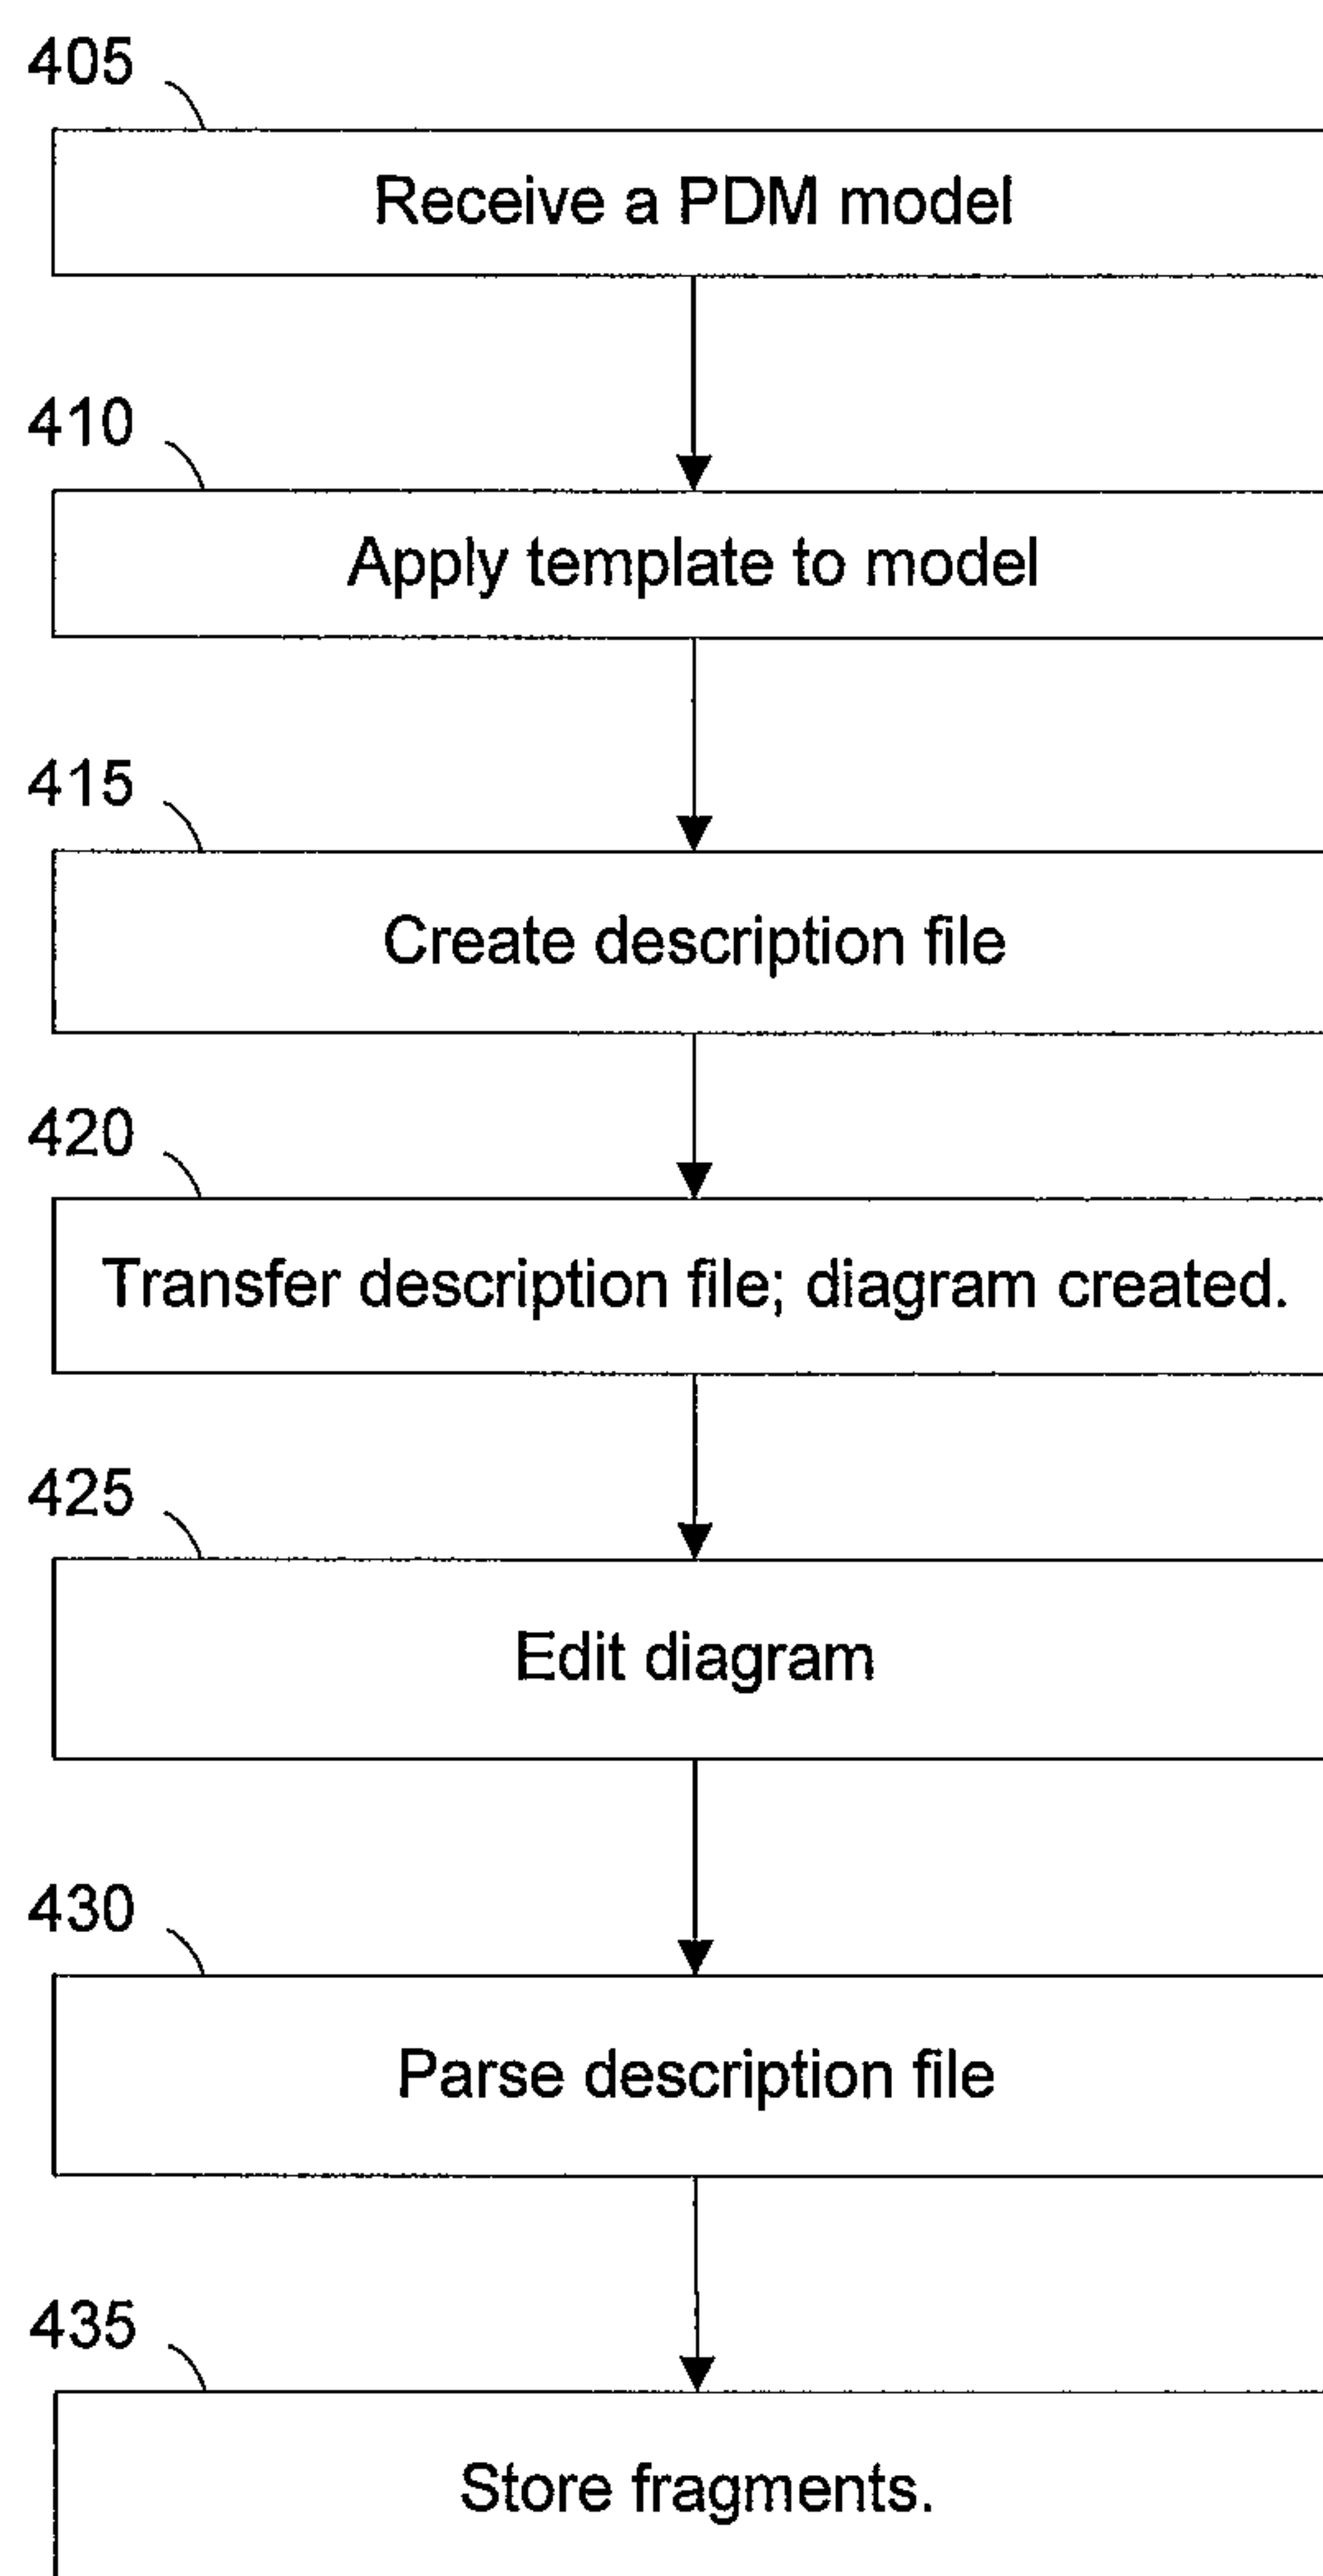 405
Receive a PDM model
410
Apply template to model
415
Create description file
420
Transfer description file; diagram created.
425
Edit diagram
430
Parse description file
435
Store fragments.